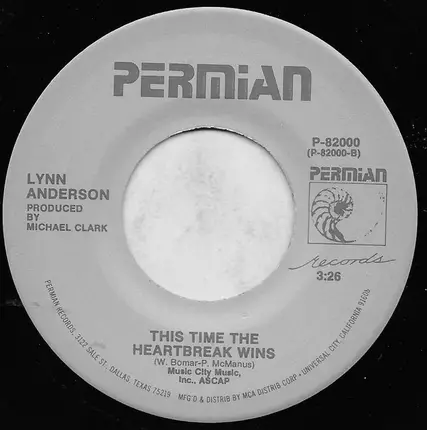 PERMIAN
P-82000
(P-82000-B)
LYNN
ANDERSON
PRODUCED
BY
MICHAEL CLARK
PERMIAN
records
3:26
THIS TIME THE
HEARTBREAK WINS
(W. Bomar-P. McManus)
Music City Music,
Inc., ASCAP
PERMIAN RECORDS, 3122 SALE ST., DALLAS, TEXAS 75219 MFG'D & DISTRIB BY MCA DISTRIB CORP • UNIVERSAL CITY, CALIFORNIA 91608